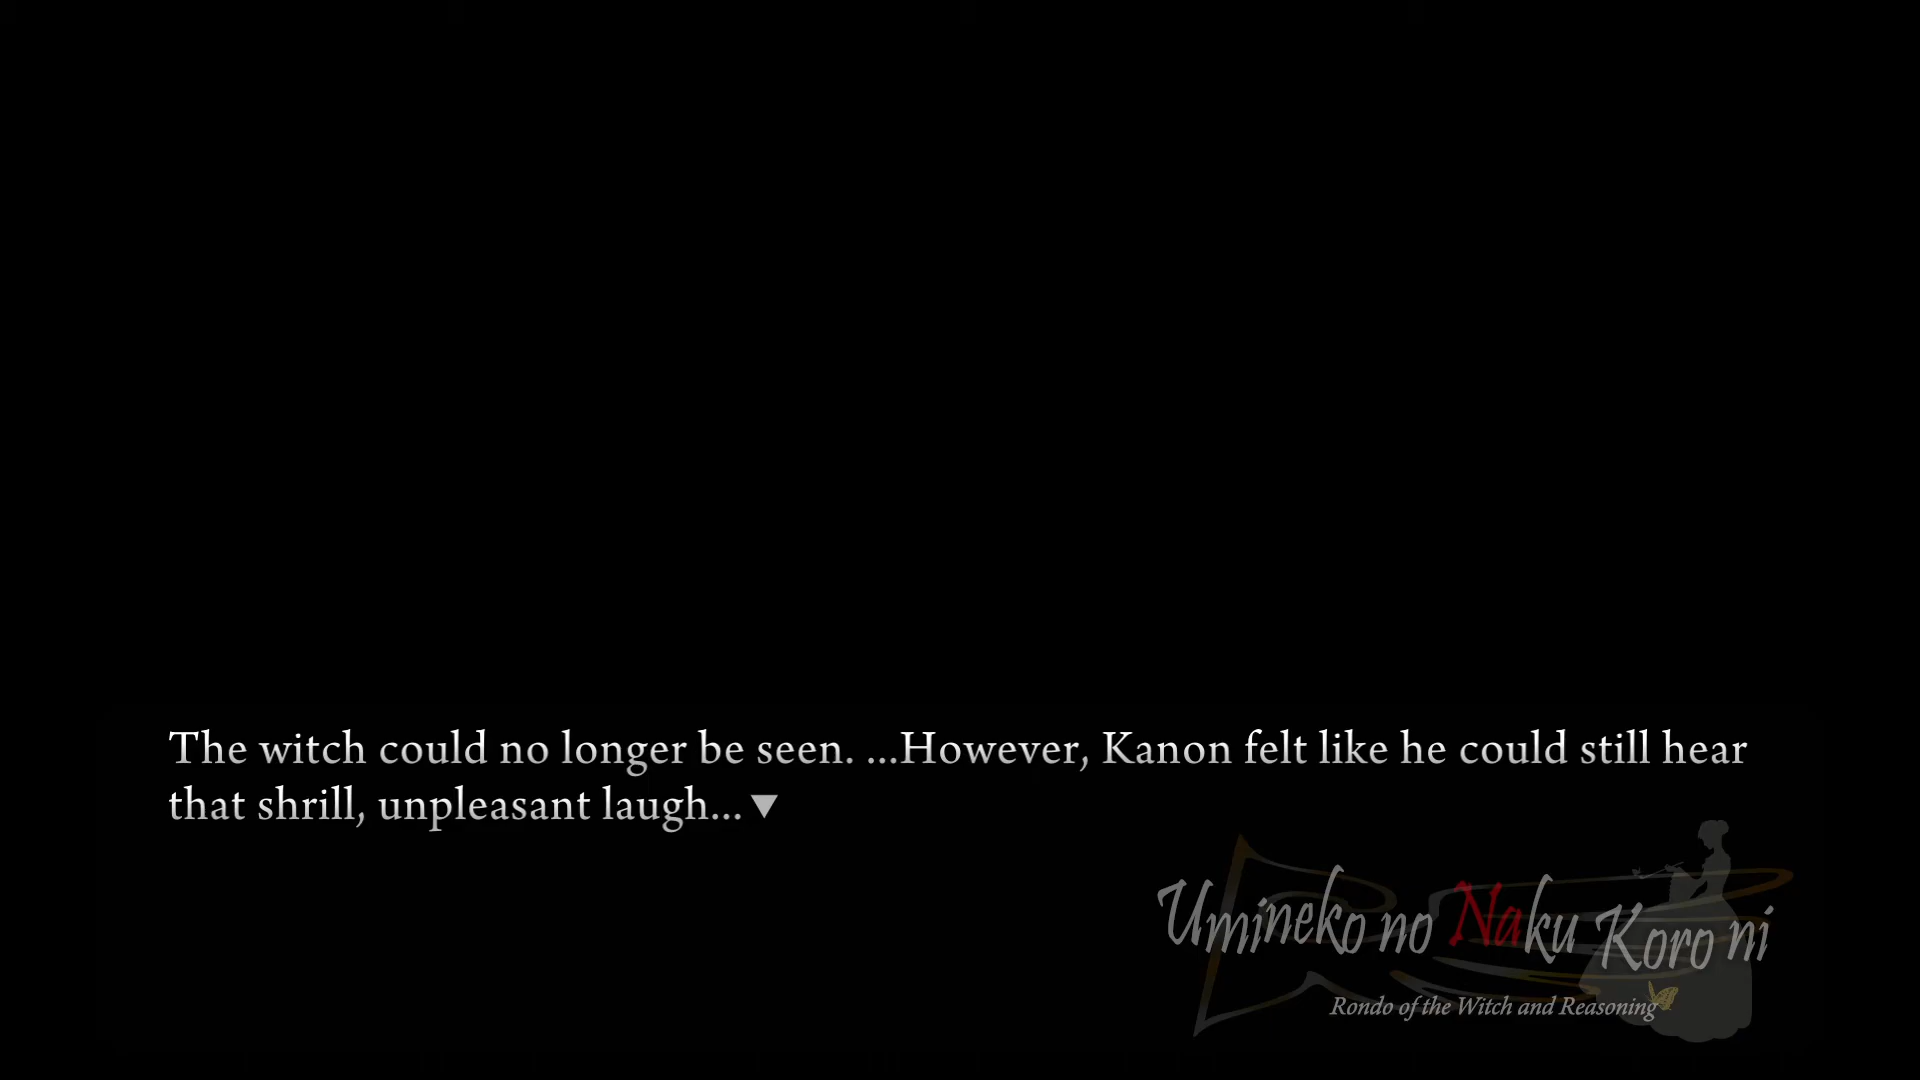 The witch could no longer be seen. ...However, Kanon felt like he could still hear
that shrill, unpleasant laugh...▼
Umineko no Naku Koro ni
Rondo of the Witch and Reasoning